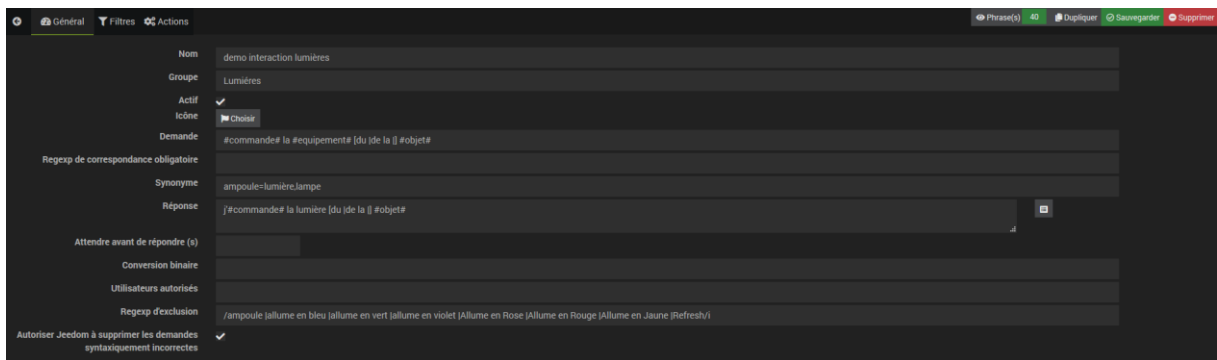 Général Filtres Actions Phrase(s) 40 Dupliquer Sauvegarder Supprimer
Nom demo interaction lumières
Groupe Lumiéres
Actif
Icône Choisir
Demande #commande# la #equipement# [du |de la |] #objet#
Regexp de correspondance obligatoire
Synonyme ampoule=lumière,lampe
Réponse j'#commande# la lumière [du |de la |] #objet#
Attendre avant de répondre (s)
Conversion binaire
Utilisateurs autorisés
Regexp d'exclusion /ampoule |allume en bleu |allume en vert |allume en violet |Allume en Rose |Allume en Rouge |Allume en Jaune |Refresh/i
Autoriser Jeedom à supprimer les demandes
syntaxiquement incorrectes